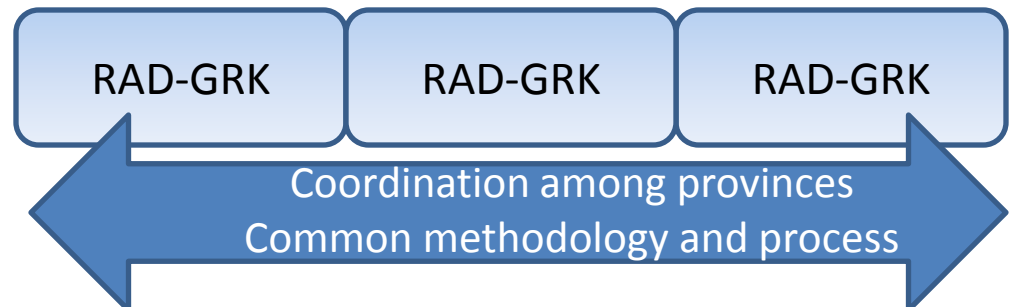 RAD-GRK RAD-GRK RAD-GRK
Coordination among provinces
Common methodology and process